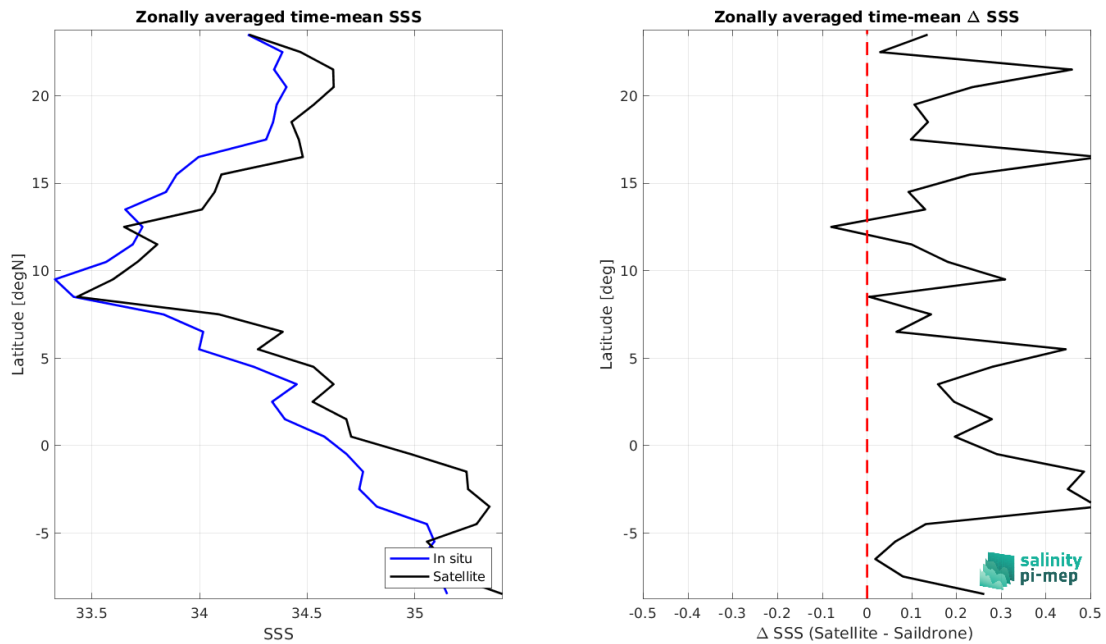 Zonally averaged time-mean SSS
20
15
10
5
0
-5
Latitude [degN]
33.5
34
34.5
35
SSS
In situ
Satellite
Zonally averaged time-mean Δ SSS
20
15
10
5
0
-5
Latitude [deg]
-0.5
-0.4
-0.3
-0.2
-0.1
0
0.1
0.2
0.3
0.4
0.5
Δ SSS (Satellite - Saildrone)
salinity
pi-mep